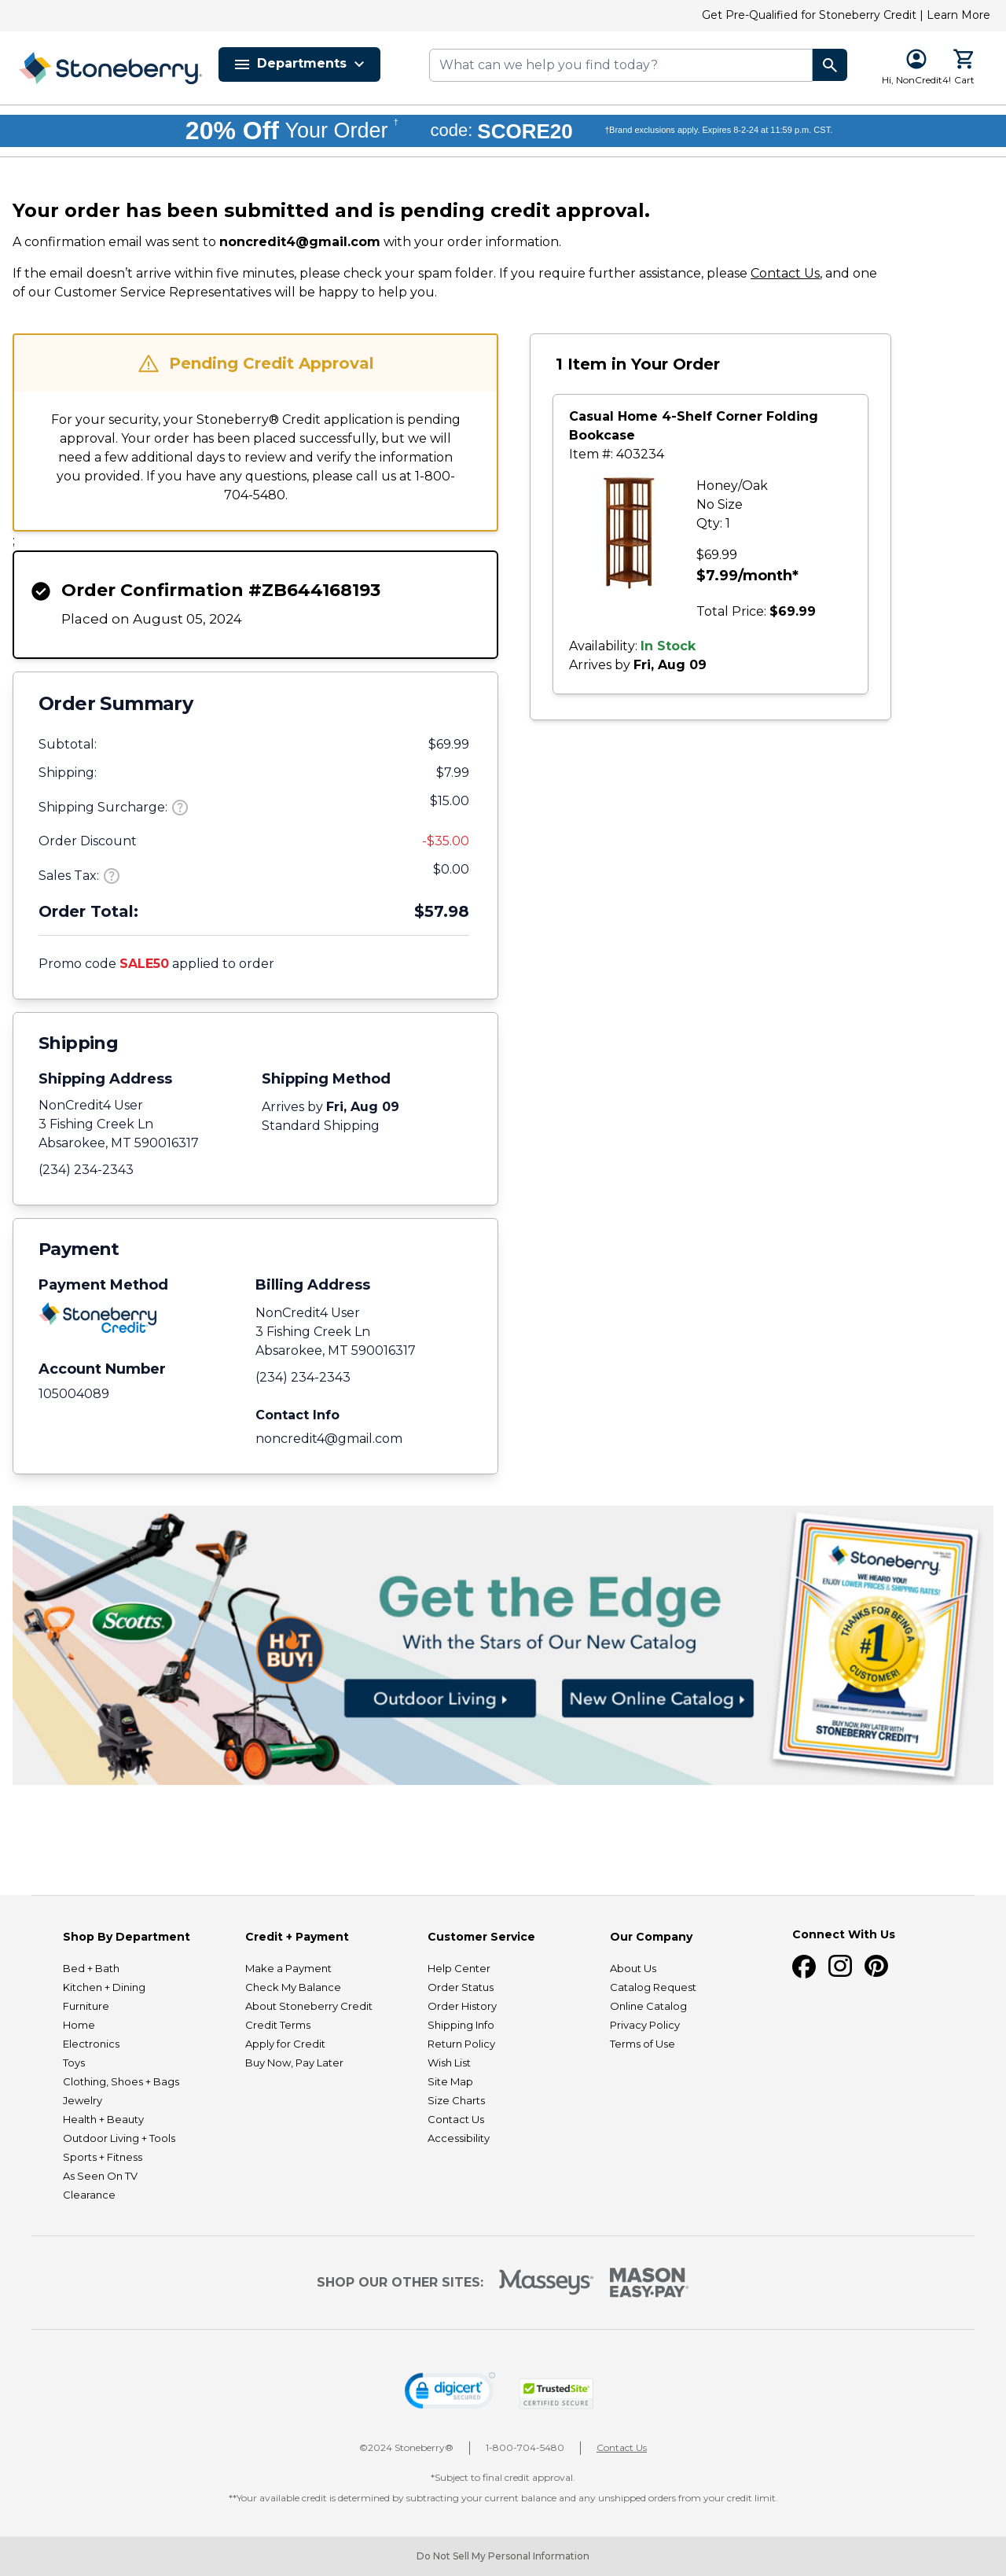 Get Pre-Qualified for Stoneberry Credit | Learn More
Stoneberry.
Departments
What can we help you find today?
Hi, NonCredit4!
Cart
20% Off Your Order †
code: SCORE20
†Brand exclusions apply. Expires 8-2-24 at 11:59 p.m. CST.
Your order has been submitted and is pending credit approval.
A confirmation email was sent to noncredit4@gmail.com with your order information.
If the email doesn’t arrive within five minutes, please check your spam folder. If you require further assistance, please Contact Us, and one
of our Customer Service Representatives will be happy to help you.
Pending Credit Approval
For your security, your Stoneberry® Credit application is pending
approval. Your order has been placed successfully, but we will
need a few additional days to review and verify the information
you provided. If you have any questions, please call us at 1-800-
704-5480.
;
Order Confirmation #ZB644168193
Placed on August 05, 2024
Order Summary
Subtotal: $69.99
Shipping: $7.99
Shipping Surcharge: ? $15.00
Order Discount -$35.00
Sales Tax: ? $0.00
Order Total: $57.98
Promo code SALE50 applied to order
Shipping
Shipping Address
NonCredit4 User
3 Fishing Creek Ln
Absarokee, MT 590016317
(234) 234-2343
Shipping Method
Arrives by Fri, Aug 09
Standard Shipping
Payment
Payment Method
Stoneberry
Credit
Account Number
105004089
Billing Address
NonCredit4 User
3 Fishing Creek Ln
Absarokee, MT 590016317
(234) 234-2343
Contact Info
noncredit4@gmail.com
1 Item in Your Order
Casual Home 4-Shelf Corner Folding
Bookcase
Item #: 403234
Honey/Oak
No Size
Qty: 1
$69.99
$7.99/month*
Total Price: $69.99
Availability: In Stock
Arrives by Fri, Aug 09
Scotts
HOT
BUY!
Get the Edge
With the Stars of Our New Catalog
Outdoor Living
New Online Catalog
Stoneberry
WE HEARD YOU!
ENJOY LOWER PRICES & SHIPPING RATES!
THANKS FOR BEING A
#1
CUSTOMER!
BUY NOW, PAY LATER WITH
STONEBERRY CREDIT*!
Shop By Department
Bed + Bath
Kitchen + Dining
Furniture
Home
Electronics
Toys
Clothing, Shoes + Bags
Jewelry
Health + Beauty
Outdoor Living + Tools
Sports + Fitness
As Seen On TV
Clearance
Credit + Payment
Make a Payment
Check My Balance
About Stoneberry Credit
Credit Terms
Apply for Credit
Buy Now, Pay Later
Customer Service
Help Center
Order Status
Order History
Shipping Info
Return Policy
Wish List
Site Map
Size Charts
Contact Us
Accessibility
Our Company
About Us
Catalog Request
Online Catalog
Privacy Policy
Terms of Use
Connect With Us
SHOP OUR OTHER SITES:
Masseys®
MASON
EASY•PAY®
digicert
SECURED
TrustedSite
CERTIFIED SECURE
©2024 Stoneberry®
1-800-704-5480
Contact Us
*Subject to final credit approval.
**Your available credit is determined by subtracting your current balance and any unshipped orders from your credit limit.
Do Not Sell My Personal Information